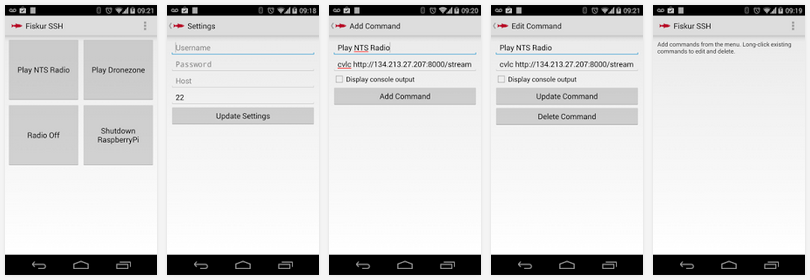 09:21
Fiskur SSH
Play NTS Radio
Play Dronezone
Radio Off
Shutdown
RaspberryPi
09:18
Settings
Username
Password
Host
22
Update Settings
09:20
Add Command
Play NTS Radio
cvlc http://134.213.27.207:8000/stream
Display console output
Add Command
09:21
Edit Command
Play NTS Radio
cvlc http://134.213.27.207:8000/stream
Display console output
Update Command
Delete Command
09:19
Fiskur SSH
Add commands from the menu. Long-click existing
commands to edit and delete.